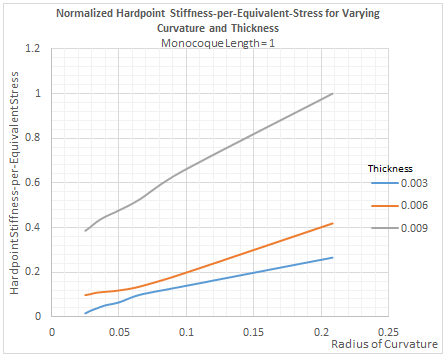 Normalized Hardpoint Stiffness-per-Equivalent-Stress for Varying
Curvature and Thickness
Monocoque Length = 1
Hardpoint Stiffness-per-Equivalent Stress
1.2
1
0.8
0.6
0.4
0.2
0
0
0.05
0.1
0.15
0.2
0.25
Radius of Curvature
Thickness
0.003
0.006
0.009